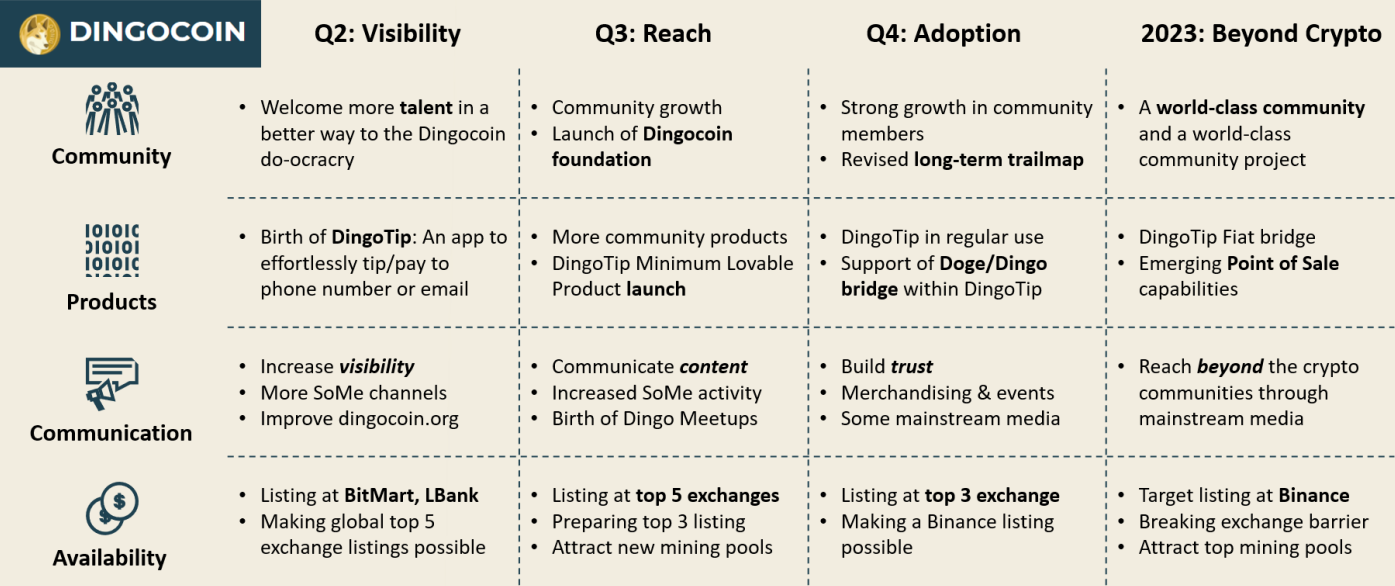 DINGOCOIN
Q2: Visibility
Q3: Reach
Q4: Adoption
2023: Beyond Crypto
Community
• Welcome more talent in a
better way to the Dingocoin
do-ocracy
• Community growth
• Launch of Dingocoin
foundation
• Strong growth in community
members
• Revised long-term trailmap
• A world-class community
and a world-class
community project
Products
• Birth of DingoTip: An app to
effortlessly tip/pay to
phone number or email
• More community products
• DingoTip Minimum Lovable
Product launch
• DingoTip in regular use
• Support of Doge/Dingo
bridge within DingoTip
• DingoTip Fiat bridge
• Emerging Point of Sale
capabilities
Communication
• Increase visibility
• More SoMe channels
• Improve dingocoin.org
• Communicate content
• Increased SoMe activity
• Birth of Dingo Meetups
• Build trust
• Merchandising & events
• Some mainstream media
• Reach beyond the crypto
communities through
mainstream media
Availability
• Listing at BitMart, LBank
• Making global top 5
exchange listings possible
• Listing at top 5 exchanges
• Preparing top 3 listing
• Attract new mining pools
• Listing at top 3 exchange
• Making a Binance listing
possible
• Target listing at Binance
• Breaking exchange barrier
• Attract top mining pools